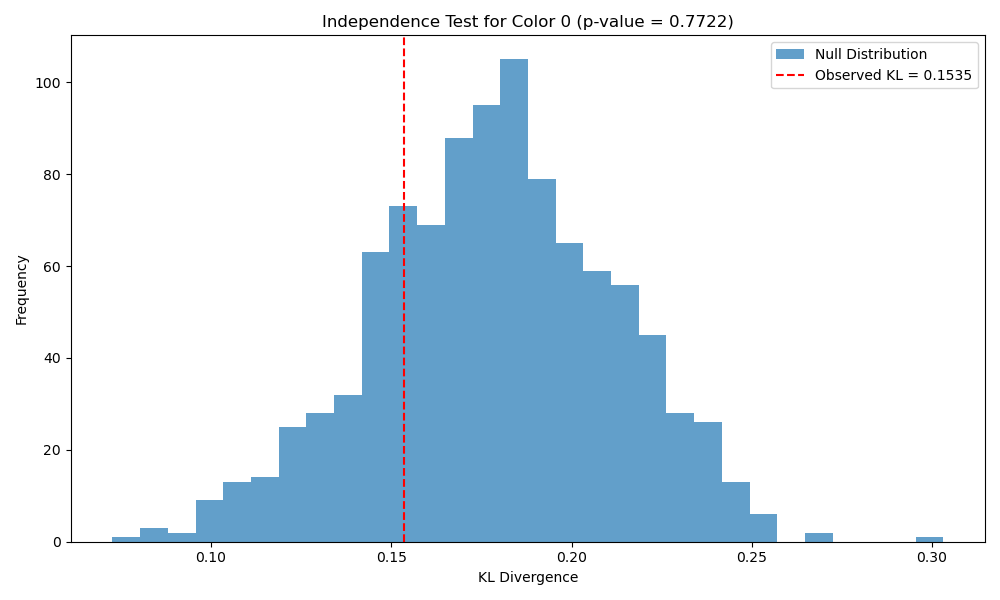 Independence Test for Color 0 (p-value = 0.7722)
Null Distribution
Observed KL = 0.1535
Frequency
100
80
60
40
20
0
0.10 0.15 0.20 0.25 0.30
KL Divergence